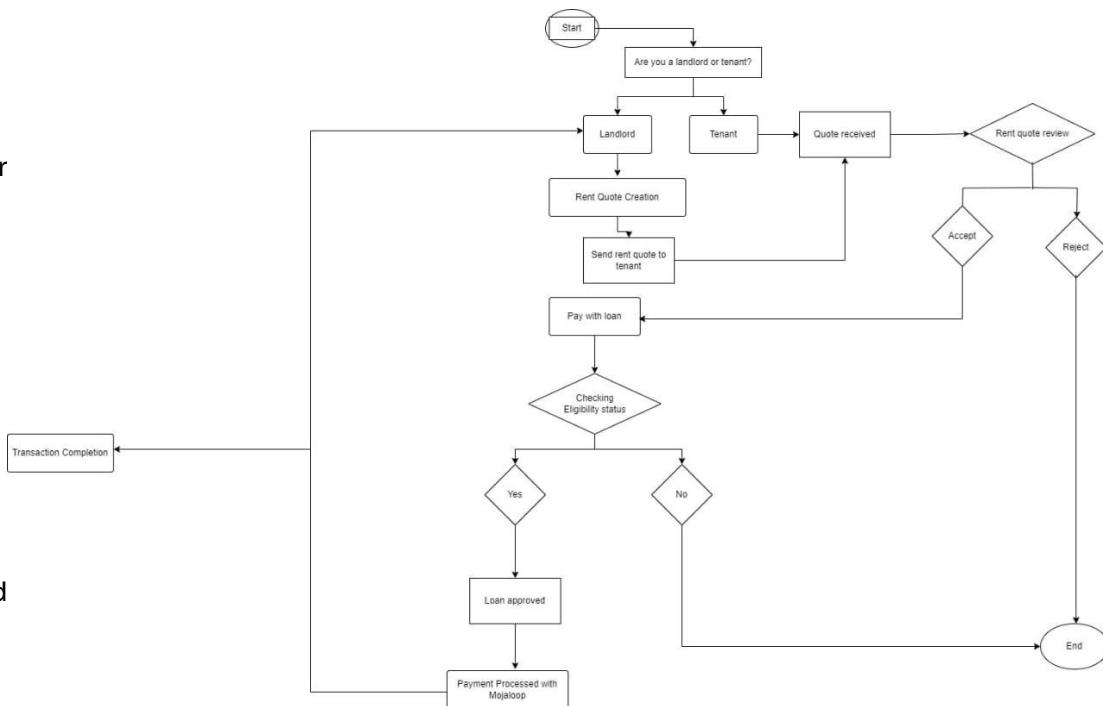 Start
Are you a landlord or tenant?
Landlord
Tenant
Quote received
Rent quote review
r
Rent Quote Creation
Accept
Reject
Send rent quote to
tenant
Pay with loan
Checking
Eligibility status
Transaction Completion
Yes
No
d
Loan approved
End
Payment Processed with
Mojaloop